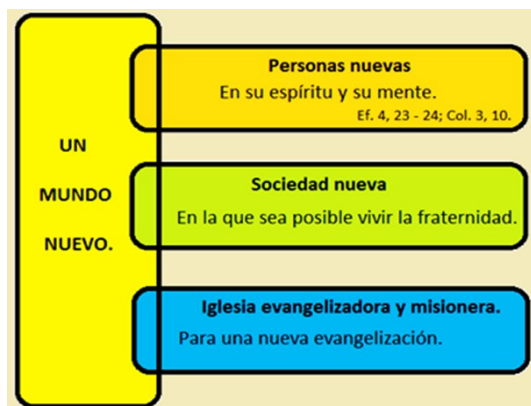 UN
MUNDO
NUEVO.
Personas nuevas
En su espíritu y su mente.
Ef. 4, 23 - 24; Col. 3, 10.
Sociedad nueva
En la que sea posible vivir la fraternidad.
Iglesia evangelizadora y misionera.
Para una nueva evangelización.